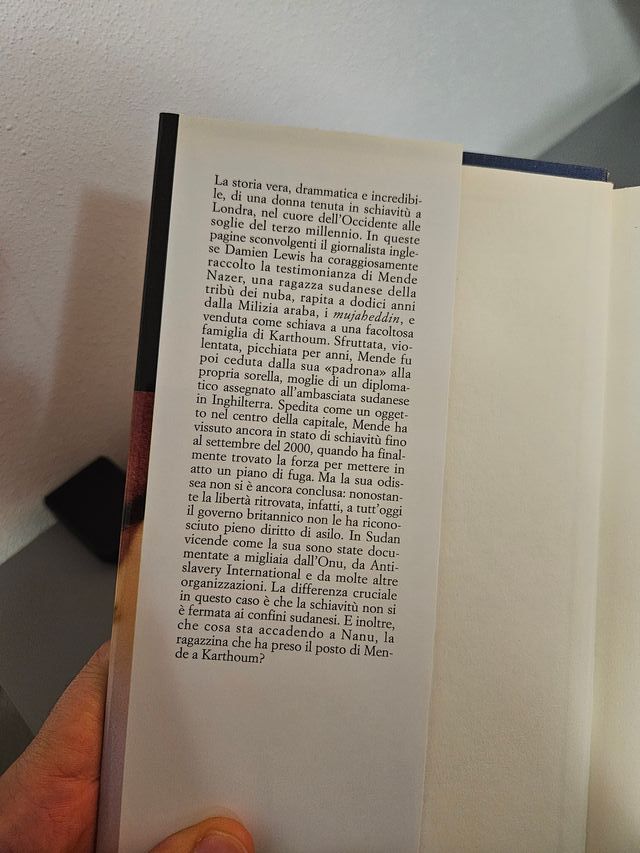 La storia vera, drammatica e incredibi-
le, di una donna tenuta in schiavitù a
Londra, nel cuore dell'Occidente alle
soglie del terzo millennio. In queste
pagine sconvolgenti il giornalista ingle-
se Damien Lewis ha coraggiosamente
raccolto la testimonianza di Mende
Nazer, una ragazza sudanese della
tribù dei nuba, rapita a dodici anni
dalla Milizia araba, i mujaheddin, e
venduta come schiava a una facoltosa
famiglia di Karthoum. Sfruttata, vio-
lentata, picchiata per anni, Mende fu
poi ceduta dalla sua «padrona» alla
propria sorella, moglie di un diploma-
tico assegnato all'ambasciata sudanese
in Inghilterra. Spedita come un ogget-
to nel centro della capitale, Mende ha
vissuto ancora in stato di schiavitù fino
al settembre del 2000, quando ha final-
mente trovato la forza per mettere in
atto un piano di fuga. Ma la sua odis-
sea non si è ancora conclusa: nonostan-
te la libertà ritrovata, infatti, a tutt'oggi
il governo britannico non le ha ricono-
sciuto pieno diritto di asilo. In Sudan
vicende come la sua sono state docu-
mentate a migliaia dall'Onu, da Anti-
slavery International e da molte altre
organizzazioni. La differenza cruciale
in questo caso è che la schiavitù non si
è fermata ai confini sudanesi. E inoltre,
che cosa sta accadendo a Nanu, la
ragazzina che ha preso il posto di Men-
de a Karthoum?